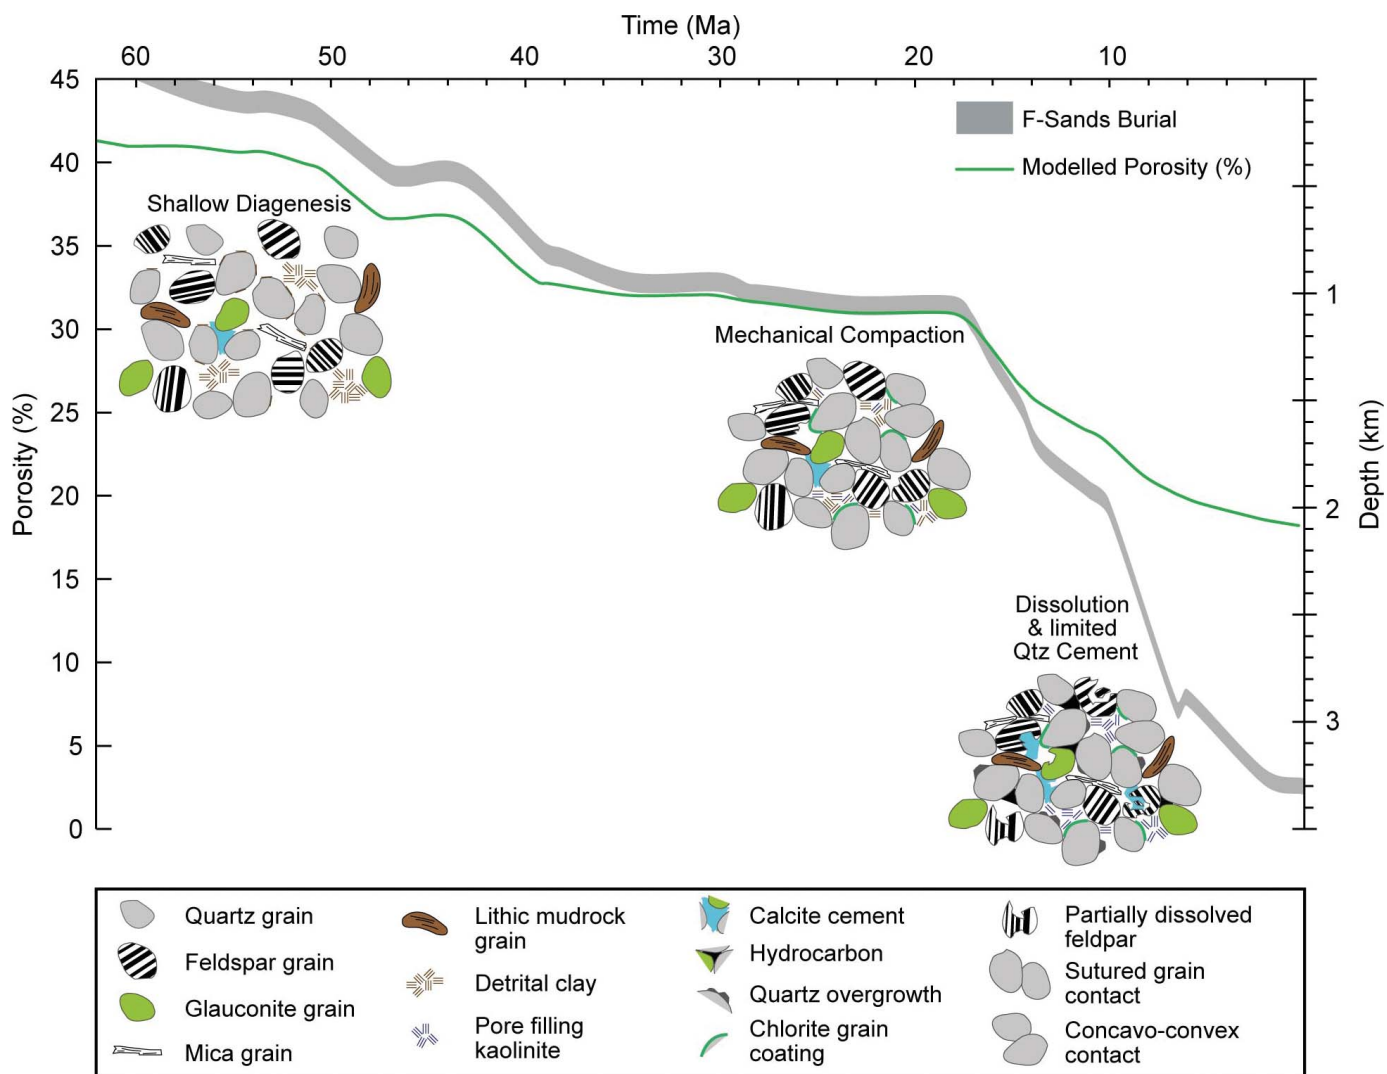 Time (Ma)
60 50 40 30 20 10
45
40
35
30
25
20
15
10
5
0
Porosity (%)
1
2
3
Depth (km)
F-Sands Burial
Modelled Porosity (%)
Shallow Diagenesis
Mechanical Compaction
Dissolution
& limited
Qtz Cement
Quartz grain
Feldspar grain
Glauconite grain
Mica grain
Lithic mudrock
grain
Detrital clay
Pore filling
kaolinite
Calcite cement
Hydrocarbon
Quartz overgrowth
Chlorite grain
coating
Partially dissolved
feldpar
Sutured grain
contact
Concavo-convex
contact